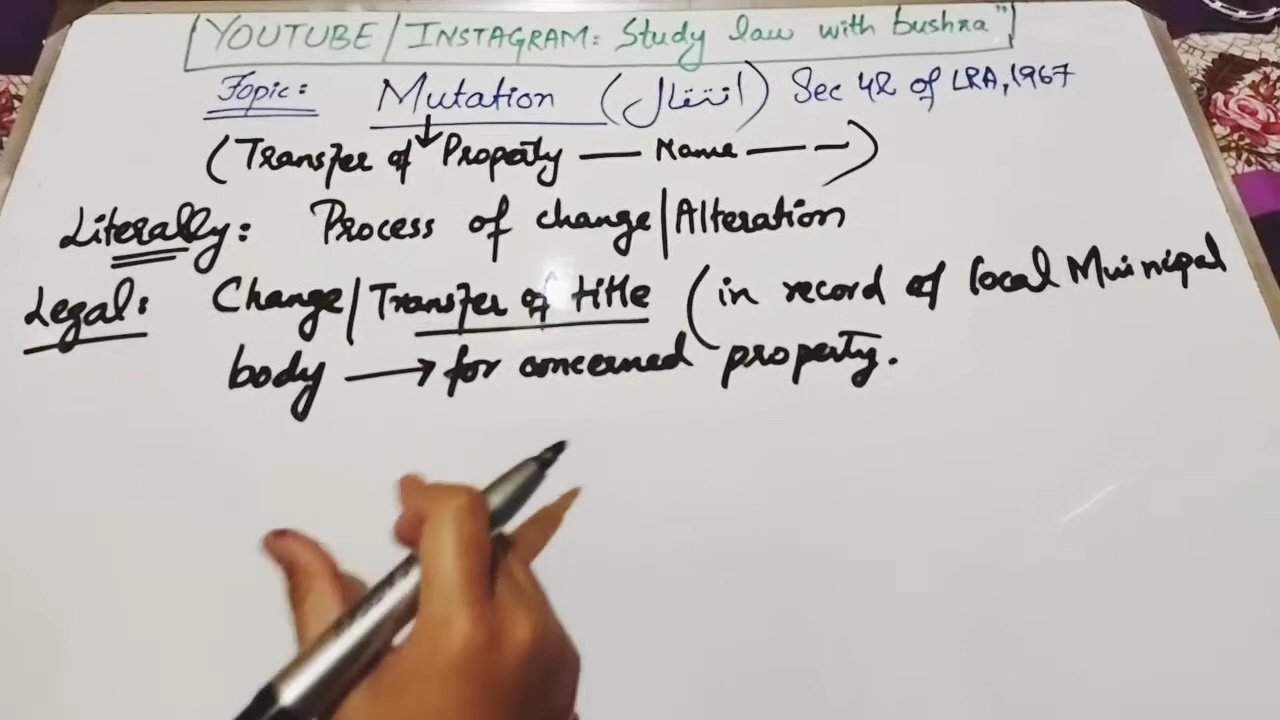 YOUTUBE/INSTAGRAM: Study law with bushra"
Topic: Mutation (انتقال) Sec 42 of LRA, 1967
(Transfer of Property — Name — -)
Literally: Process of change/Alteration
Legal: Change/Transfer of title (in record of local Muinipal
body → for concerned property.